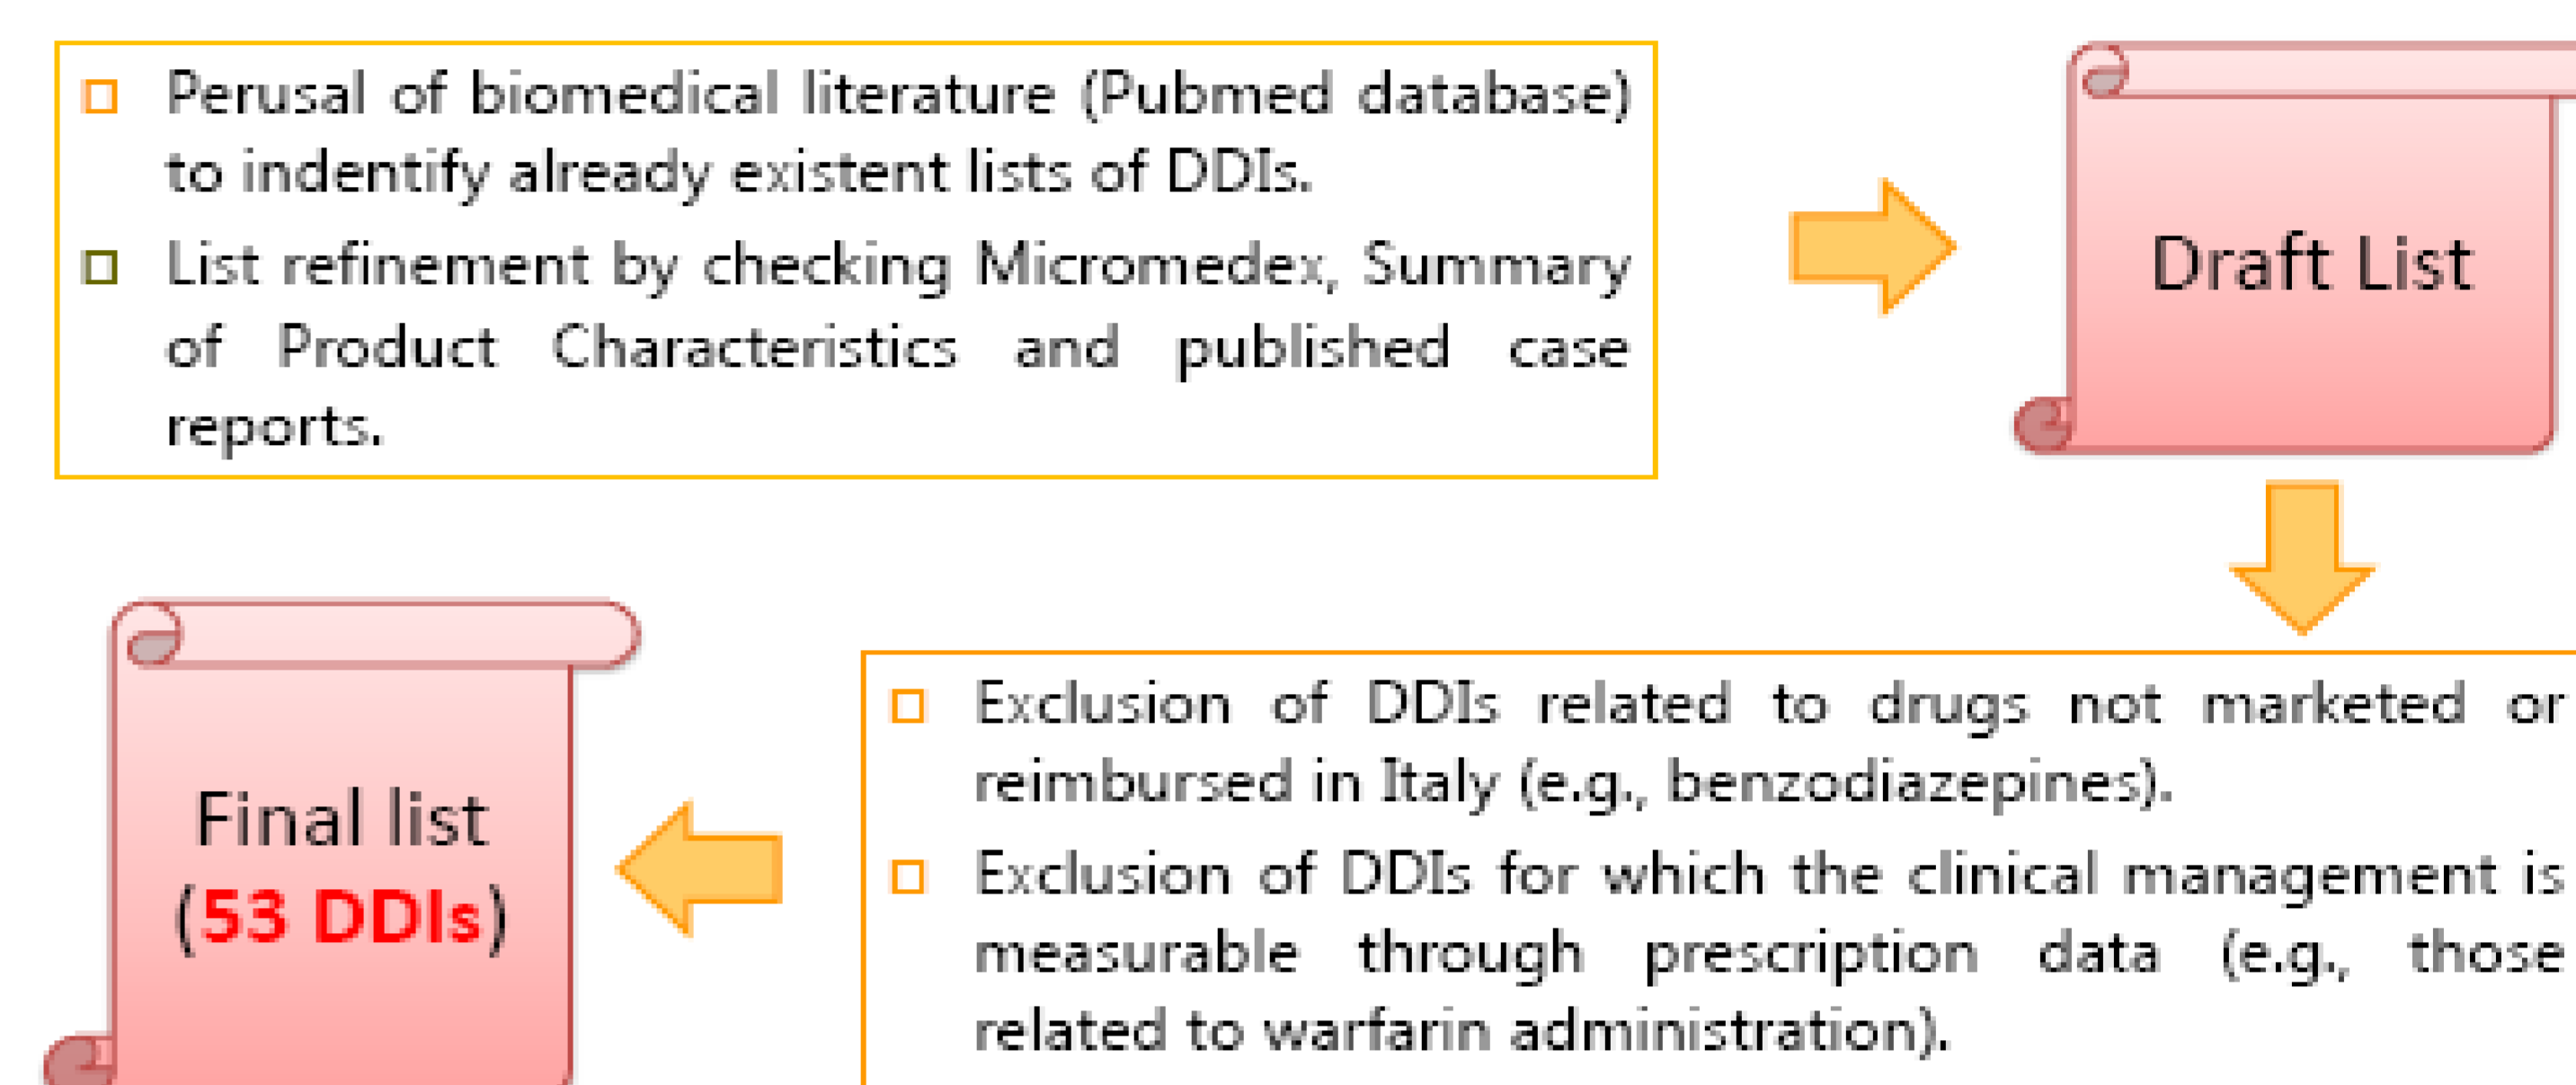 Perusal of biomedical literature (Pubmed database)
to indentify already existent lists of DDIs.
List refinement by checking Micromedex, Summary
of Product Characteristics and published case
reports.
Draft List
Exclusion of DDIs related to drugs not marketed or
reimbursed in Italy (e.g., benzodiazepines).
Exclusion of DDIs for which the clinical management is
measurable through prescription data (e.g., those
related to warfarin administration).
Final list
(53 DDIs)